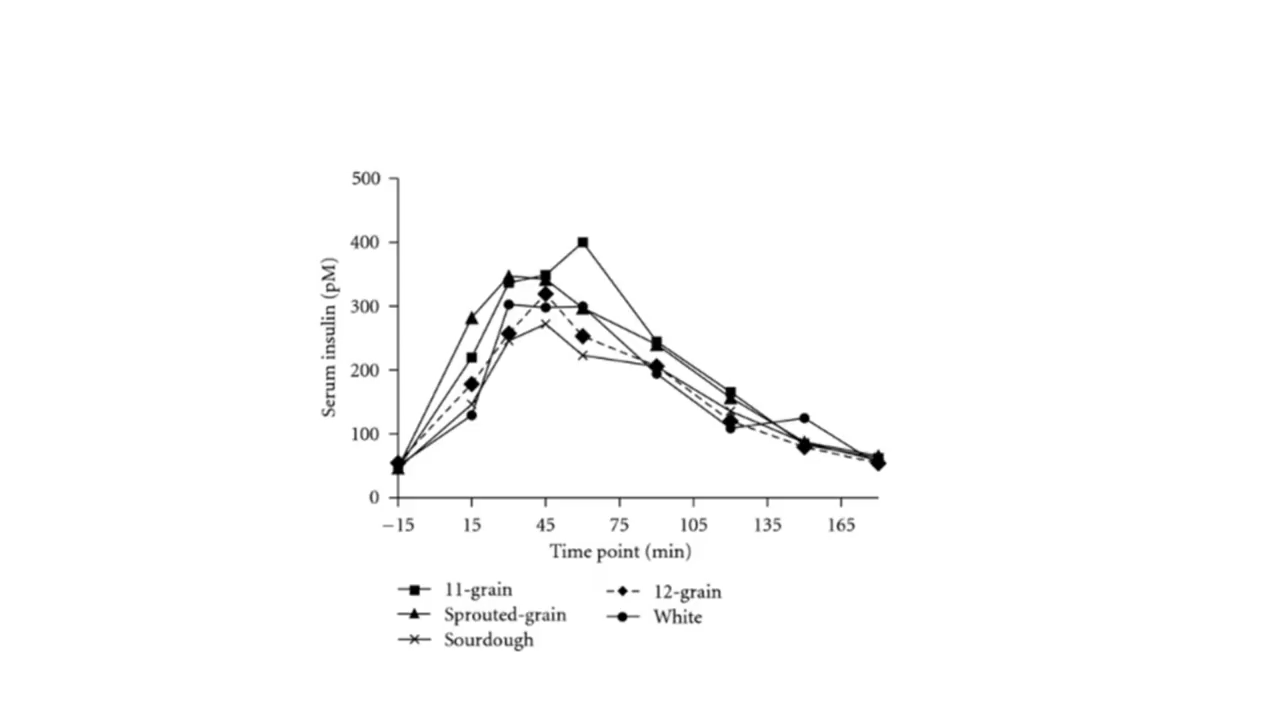 500
400
300
200
100
0
Serum insulin (pM)
−15 15 45 75 105 135 165
Time point (min)
11-grain
Sprouted-grain
Sourdough
12-grain
White